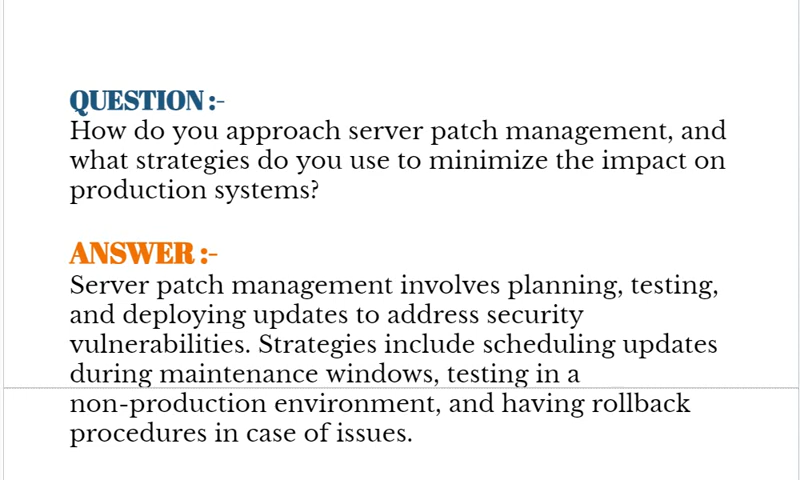 QUESTION :-
How do you approach server patch management, and
what strategies do you use to minimize the impact on
production systems?
ANSWER :-
Server patch management involves planning, testing,
and deploying updates to address security
vulnerabilities. Strategies include scheduling updates
during maintenance windows, testing in a
non-production environment, and having rollback
procedures in case of issues.